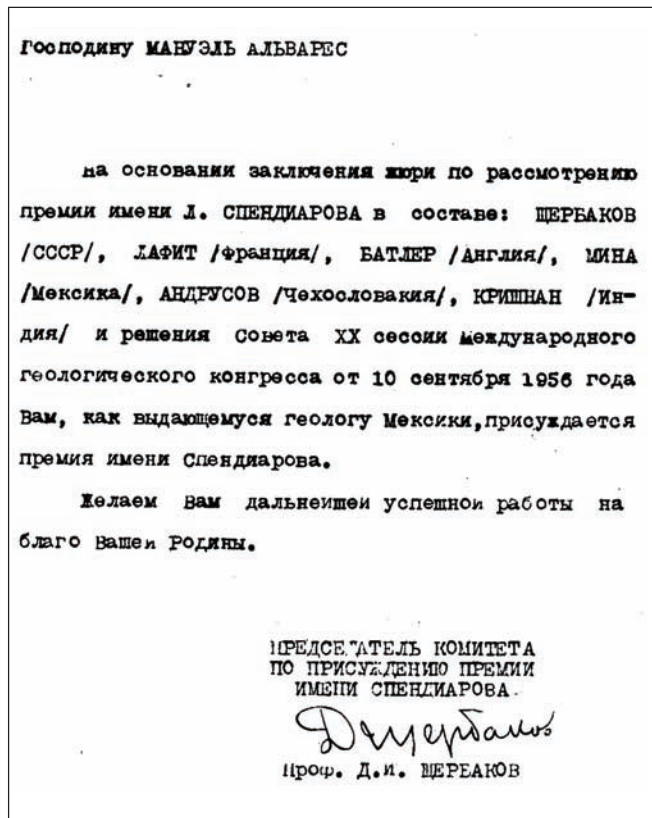 Господину МАНУЭЛЬ АЛЬВАРЕС
На основании заключения жюри по рассмотрению
премии имени Л. СПЕНДИАРОВА в составе: ЩЕРБАКОВ
/СССР/, ЛАФИТ /Франция/, БАТЛЕР /Англия/, МИНА
/Мексика/, АНДРУСОВ /Чехословакия/, КРИШНАН /Ин-
дия/ и решения Совета XX сессии Международного
геологического конгресса от 10 сентября 1956 года
Вам, как выдающемуся геологу Мексики,присуждается
премия имени Спендиарова.
Желаем Вам дальнейшей успешной работы на
благо Вашей Родины.
ПРЕДСЕДАТЕЛЬ КОМИТЕТА
ПО ПРИСУЖДЕНИЮ ПРЕМИИ
ИМЕНИ СПЕНДИАРОВА.
ДЩербаков
Проф. Д.И. ЩЕРБАКОВ